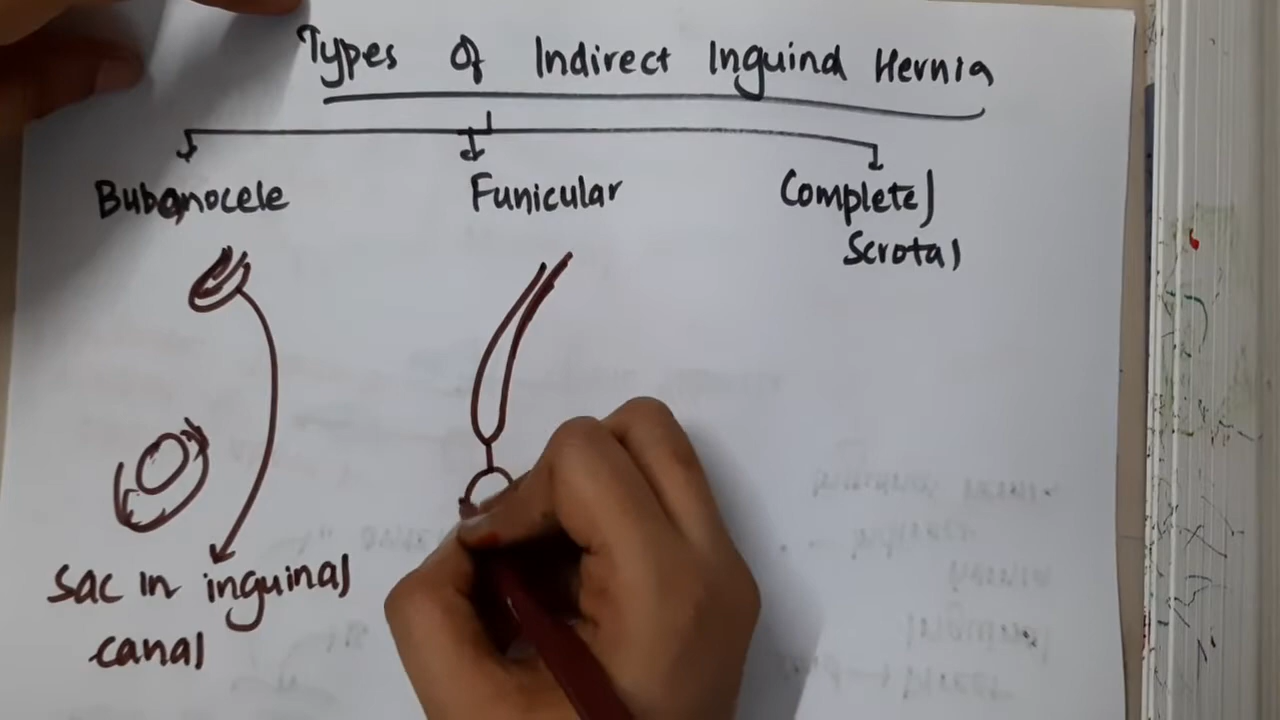 Types Of Indirect Inguinal Hernia
Bubonocele
Funicular
Complete/
Scrotal
Sac in inguinal
canal